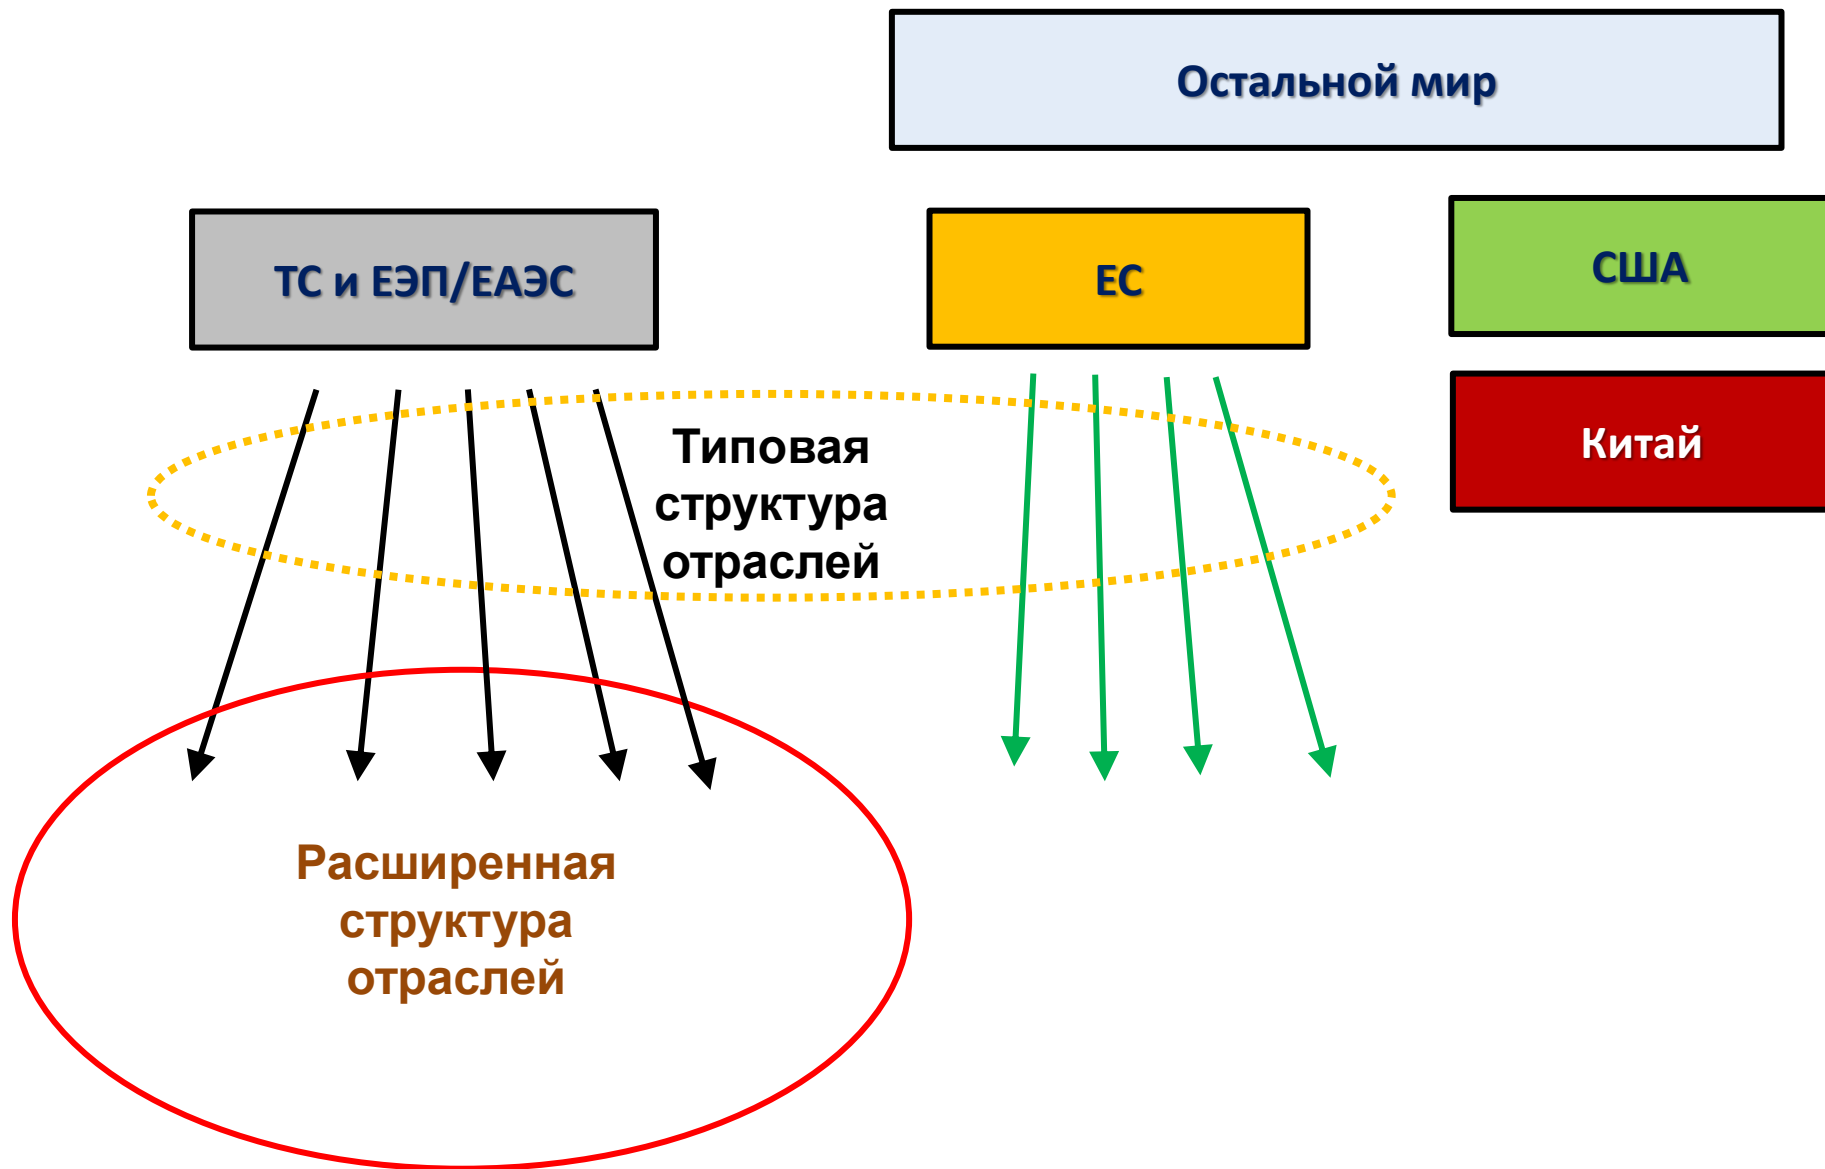 Остальной мир
ТС и ЕЭП/ЕАЭС
ЕС
США
Китай
Типовая
структура
отраслей
Расширенная
структура
отраслей